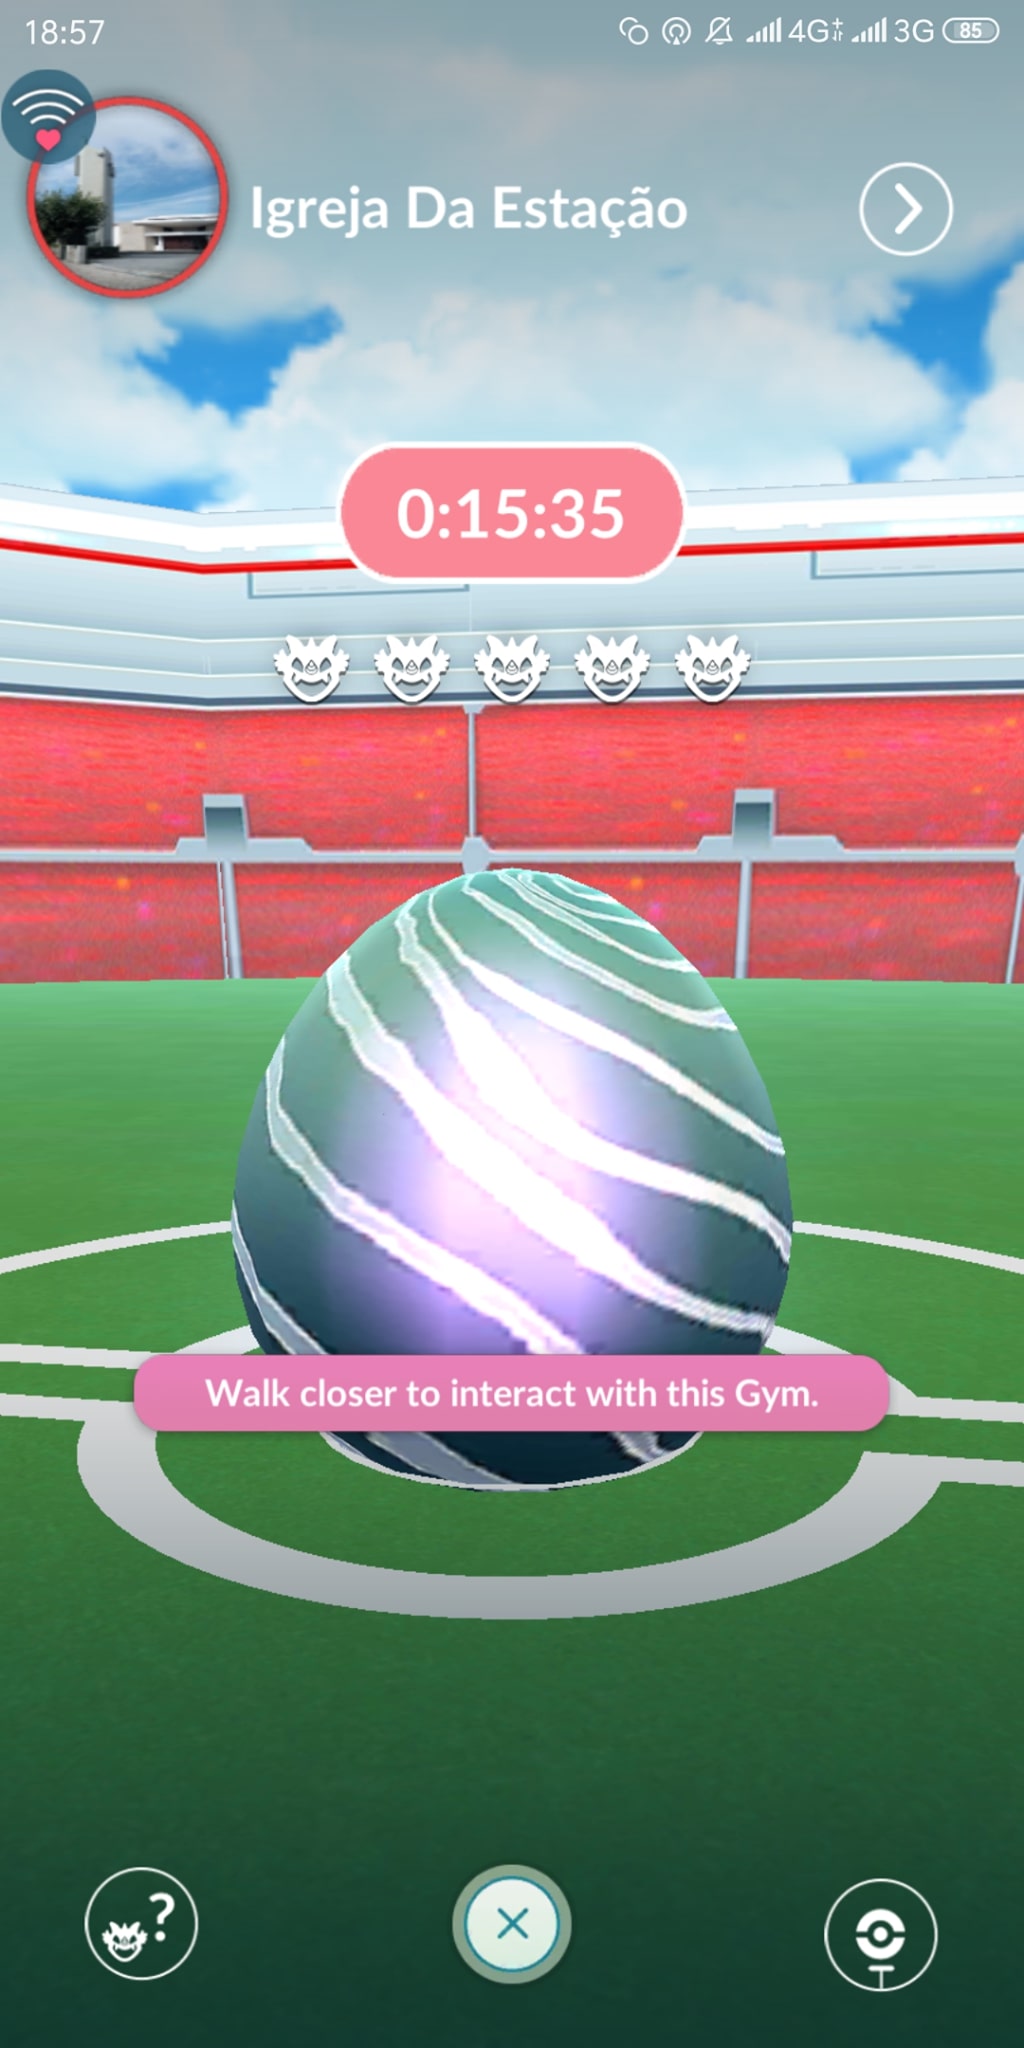 18:57
4G+ 3G 85
Igreja Da Estação
0:15:35
Walk closer to interact with this Gym.
?